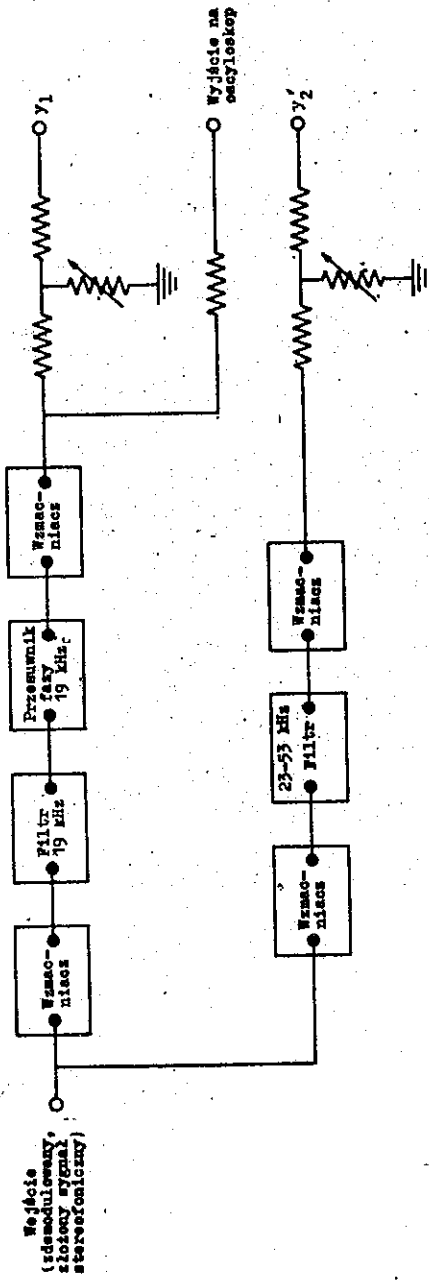 Wejście
(zdemodulowany,
złożony sygnał
stereofoniczny)
Wzmac-
niacz
Filtr
19 kHz
Przesuwnik
fazy
19 kHz
Wzmac-
niacz
y1
Wyjście na
oscyloskop
Wzmac-
niacz
23-53 kHz
Filtr
Wzmac-
niacz
y'2